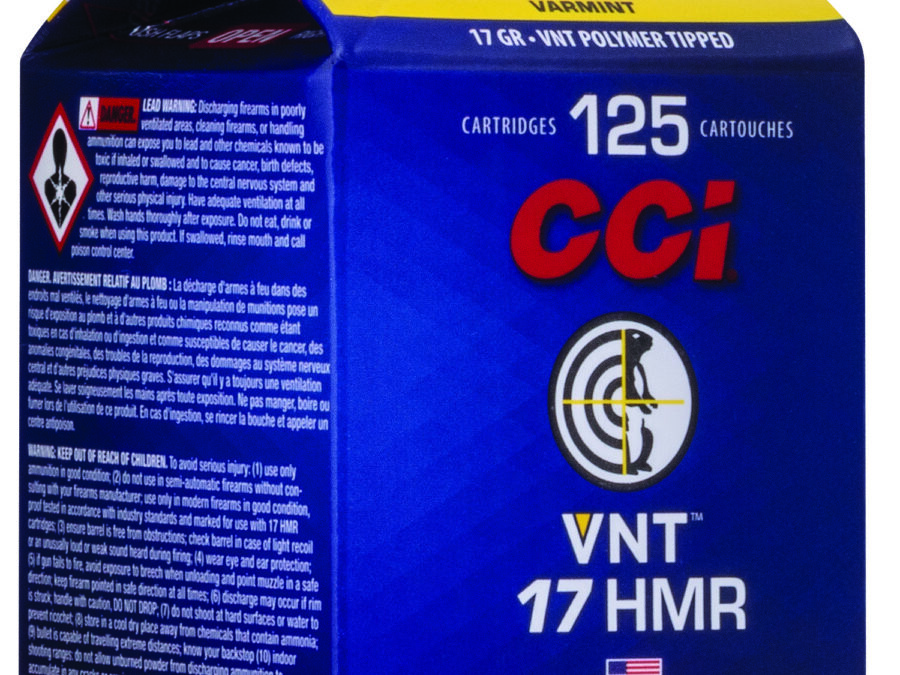 VARMINT
17 GR • VNT POLYMER TIPPED
OPEN
CARTRIDGES 125 CARTOUCHES
CCI
VNT™
17 HMR
DANGER. LEAD WARNING: Discharging firearms in poorly
ventilated areas, cleaning firearms, or handling
ammunition can expose you to lead and other chemicals known to be
toxic if inhaled or swallowed and to cause cancer, birth defects,
reproductive harm, damage to the central nervous system and
other serious physical injury. Have adequate ventilation at all
times. Wash hands thoroughly after exposure. Do not eat, drink or
smoke when using this product. If swallowed, rinse mouth and call
poison control center.
DANGER. AVERTISSEMENT RELATIF AU PLOMB : La décharge d'armes à feu dans des
endroits mal ventilés, le nettoyage d'armes à feu ou la manipulation de munitions pose un
risque d'exposition au plomb et à d'autres produits chimiques reconnus comme étant
toxiques en cas d'inhalation ou d'ingestion et comme susceptibles de causer le cancer, des
anomalies congénitales, des troubles de la reproduction, des dommages au système nerveux
central et d'autres préjudices physiques graves. S'assurer qu'il y a toujours une ventilation
adéquate. Se laver soigneusement les mains après toute exposition. Ne pas manger, boire ou
fumer lors de l'utilisation de ce produit. En cas d'ingestion, se rincer la bouche et appeler un
centre antipoison.
WARNING: KEEP OUT OF REACH OF CHILDREN. To avoid serious injury: (1) use only
ammunition in good condition; (2) do not use in semi-automatic firearms without con-
sulting with your firearms manufacturer; use only in modern firearms in good condition,
proof tested in accordance with industry standards and marked for use with 17 HMR
cartridges; (3) ensure barrel is free from obstructions; check barrel in case of light recoil
or an unusually loud or weak sound heard during firing; (4) wear eye and ear protection;
(5) if gun fails to fire, avoid exposure to breech when unloading and point muzzle in a safe
direction; keep firearm pointed in safe direction at all times; (6) discharge may occur if rim
is struck, handle with caution. DO NOT DROP; (7) do not shoot at hard surfaces or water to
prevent ricochet; (8) store in a cool dry place away from chemicals that contain ammonia;
(9) bullet is capable of travelling extreme distances; know your backstop (10) indoor
shooting ranges: do not allow unburned powder from discharging ammunition to
accumulate in any cracks or